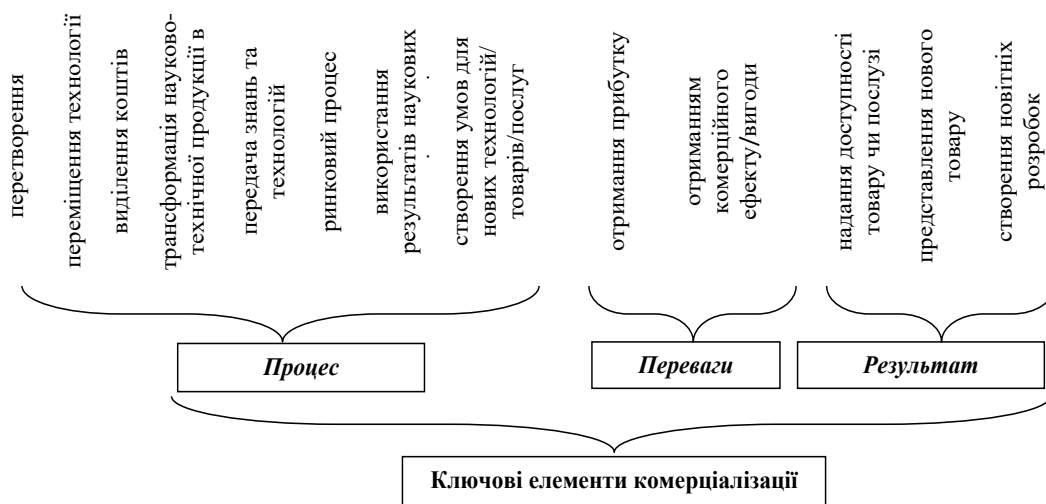 перетворення
переміщення технології
виділення коштів
трансформація науково-
технічної продукції в
передача знань та
технологій
ринковий процес
використання
результатів наукових
створення умов для
нових технологій/
товарів/послуг
отримання прибутку
отриманням
комерційного
ефекту/вигоди
надання доступності
товару чи послузі
представлення нового
товару
створення новітніх
розробок
Процес
Переваги
Результат
Ключові елементи комерціалізації